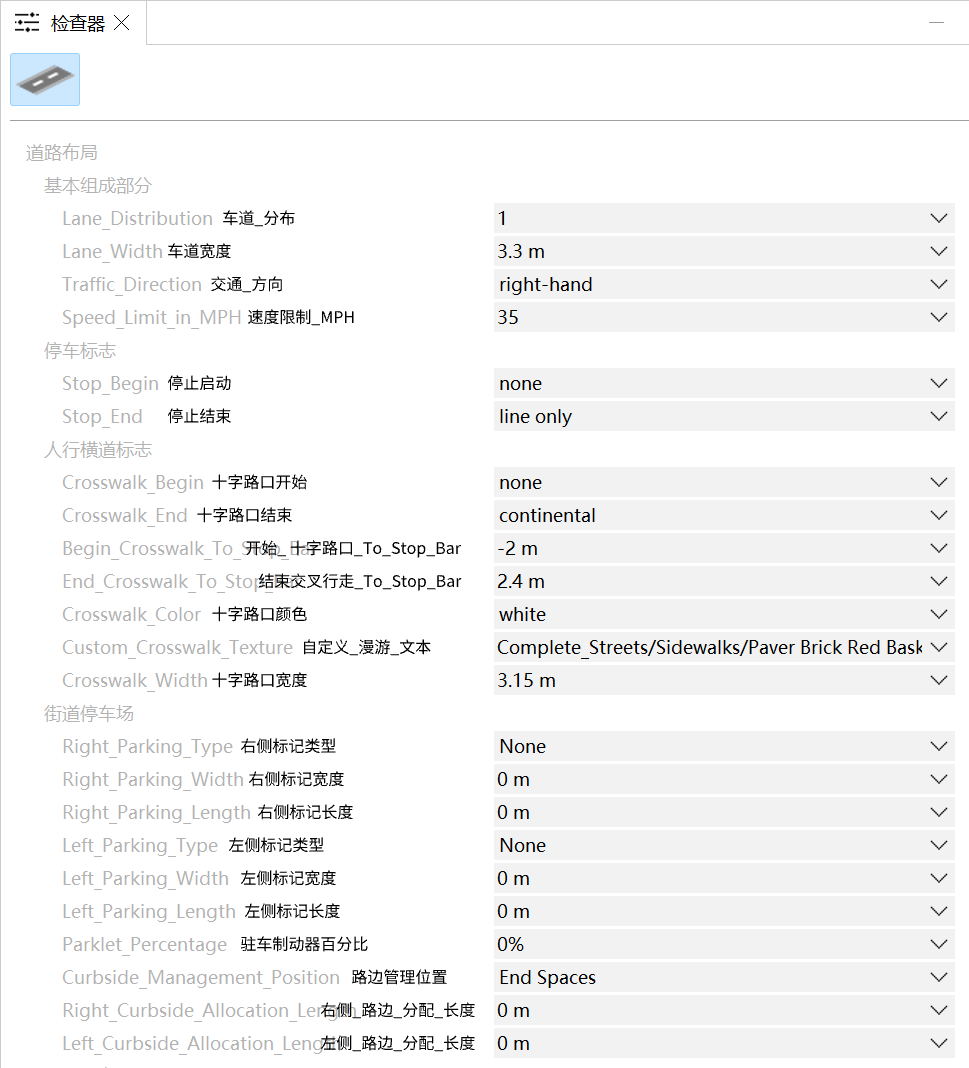 检查器
道路布局
基本组成部分
Lane_Distribution 车道_分布 1
Lane_Width 车道宽度 3.3 m
Traffic_Direction 交通_方向 right-hand
Speed_Limit_in_MPH 速度限制_MPH 35
停车标志
Stop_Begin 停止启动 none
Stop_End 停止结束 line only
人行横道标志
Crosswalk_Begin 十字路口开始 none
Crosswalk_End 十字路口结束 continental
Begin_Crosswalk_To_Stop_Bar 开始_十字路口_To_Stop_Bar -2 m
End_Crosswalk_To_Stop 结束交叉行走_To_Stop_Bar 2.4 m
Crosswalk_Color 十字路口颜色 white
Custom_Crosswalk_Texture 自定义_漫游_文本 Complete_Streets/Sidewalks/Paver Brick Red Bask
Crosswalk_Width 十字路口宽度 3.15 m
街道停车场
Right_Parking_Type 右侧标记类型 None
Right_Parking_Width 右侧标记宽度 0 m
Right_Parking_Length 右侧标记长度 0 m
Left_Parking_Type 左侧标记类型 None
Left_Parking_Width 左侧标记宽度 0 m
Left_Parking_Length 左侧标记长度 0 m
Parklet_Percentage 驻车制动器百分比 0%
Curbside_Management_Position 路边管理位置 End Spaces
Right_Curbside_Allocation_Length 右侧_路边_分配_长度 0 m
Left_Curbside_Allocation_Length 左侧_路边_分配_长度 0 m